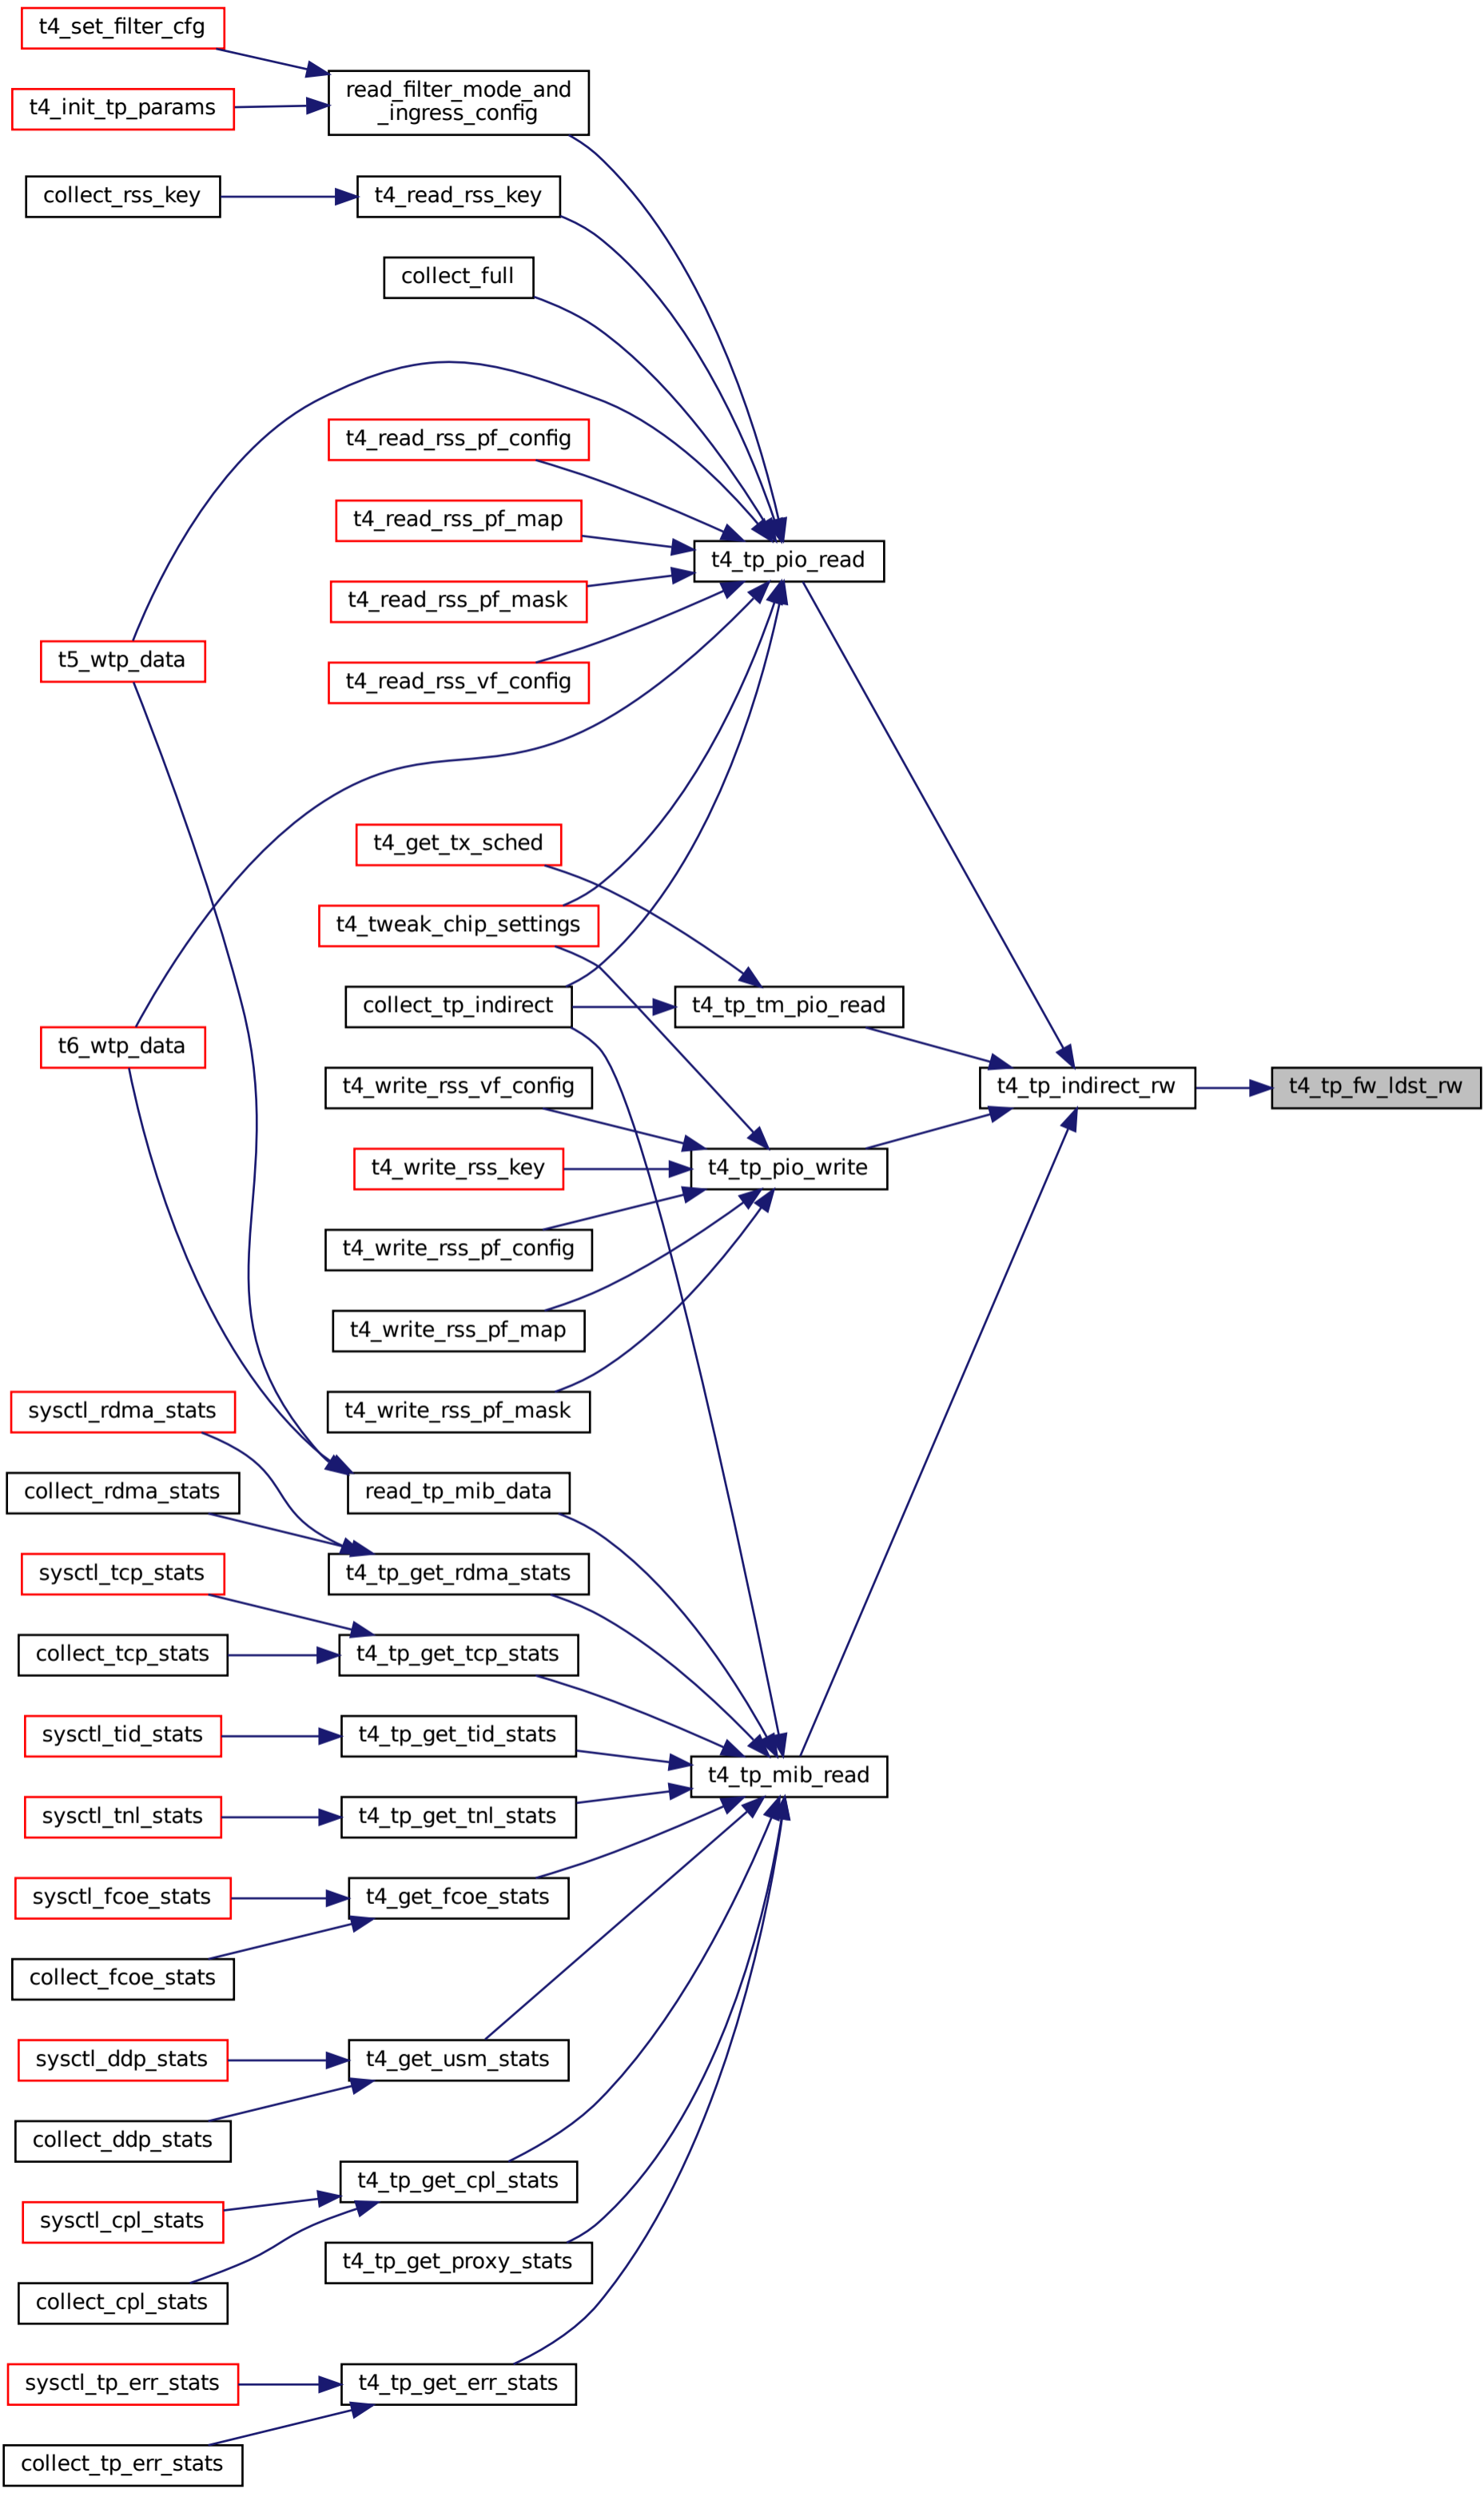 t4_set_filter_cfg
read_filter_mode_and
_ingress_config
t4_init_tp_params
collect_rss_key
t4_read_rss_key
collect_full
t4_read_rss_pf_config
t4_read_rss_pf_map
t4_tp_pio_read
t4_read_rss_pf_mask
t5_wtp_data
t4_read_rss_vf_config
t4_get_tx_sched
t4_tweak_chip_settings
collect_tp_indirect
t4_tp_tm_pio_read
t6_wtp_data
t4_write_rss_vf_config
t4_tp_indirect_rw
t4_tp_fw_ldst_rw
t4_write_rss_key
t4_tp_pio_write
t4_write_rss_pf_config
t4_write_rss_pf_map
t4_write_rss_pf_mask
sysctl_rdma_stats
collect_rdma_stats
read_tp_mib_data
sysctl_tcp_stats
t4_tp_get_rdma_stats
collect_tcp_stats
t4_tp_get_tcp_stats
sysctl_tid_stats
t4_tp_get_tid_stats
t4_tp_mib_read
sysctl_tnl_stats
t4_tp_get_tnl_stats
sysctl_fcoe_stats
t4_get_fcoe_stats
collect_fcoe_stats
sysctl_ddp_stats
t4_get_usm_stats
collect_ddp_stats
t4_tp_get_cpl_stats
sysctl_cpl_stats
t4_tp_get_proxy_stats
collect_cpl_stats
sysctl_tp_err_stats
t4_tp_get_err_stats
collect_tp_err_stats